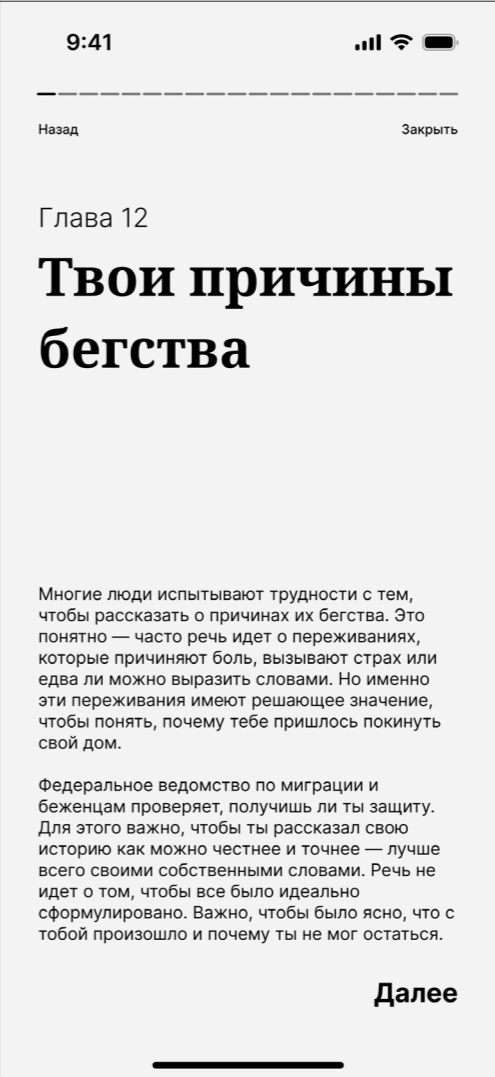 9:41
Назад
Закрыть
Глава 12
Твои причины
бегства
Многие люди испытывают трудности с тем,
чтобы рассказать о причинах их бегства. Это
понятно — часто речь идет о переживаниях,
которые причиняют боль, вызывают страх или
едва ли можно выразить словами. Но именно
эти переживания имеют решающее значение,
чтобы понять, почему тебе пришлось покинуть
свой дом.
Федеральное ведомство по миграции и
беженцам проверяет, получишь ли ты защиту.
Для этого важно, чтобы ты рассказал свою
историю как можно честнее и точнее — лучше
всего своими собственными словами. Речь не
идет о том, чтобы все было идеально
сформулировано. Важно, чтобы было ясно, что с
тобой произошло и почему ты не мог остаться.
Далее